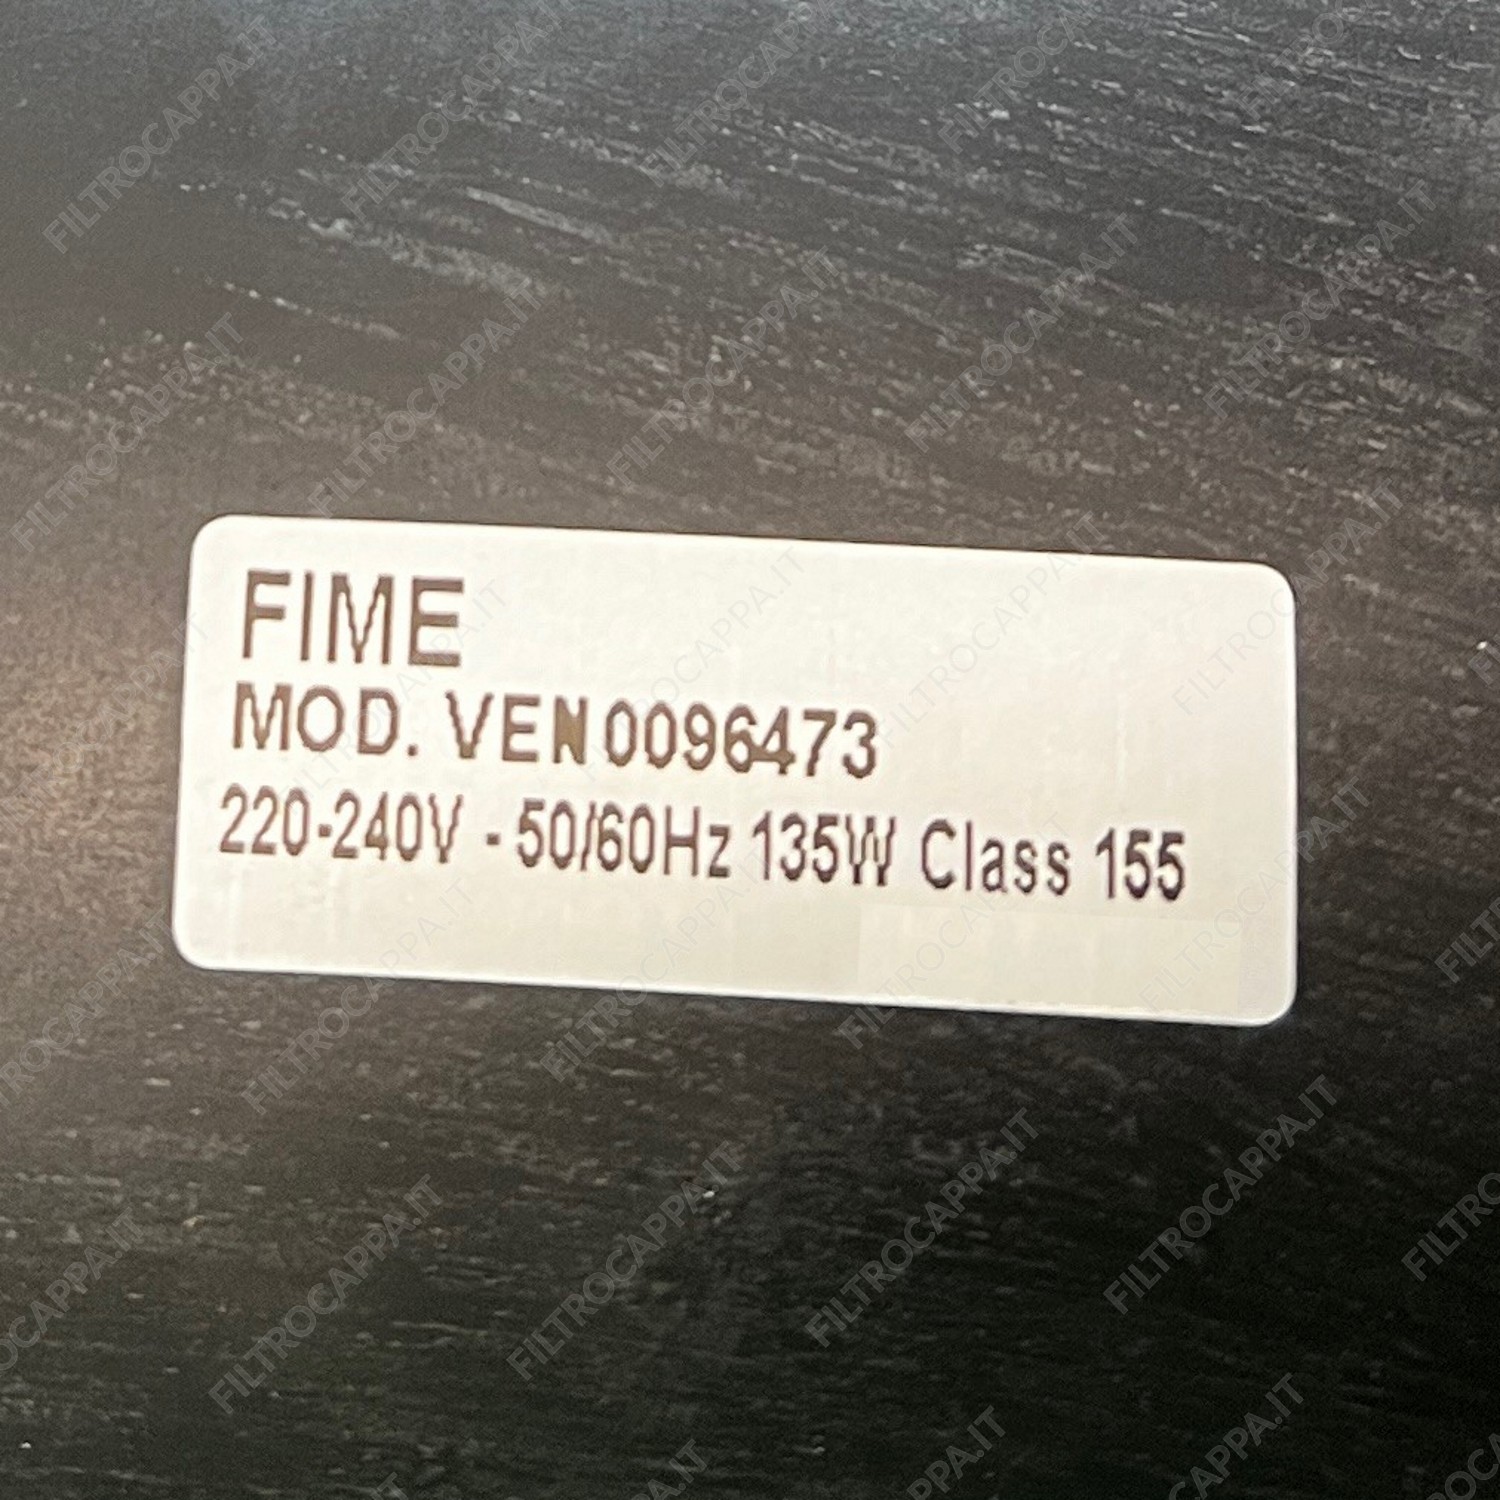 FIME
MOD. VEN0096473
220-240V - 50/60Hz 135W Class 155
FILTROCAPPA.IT